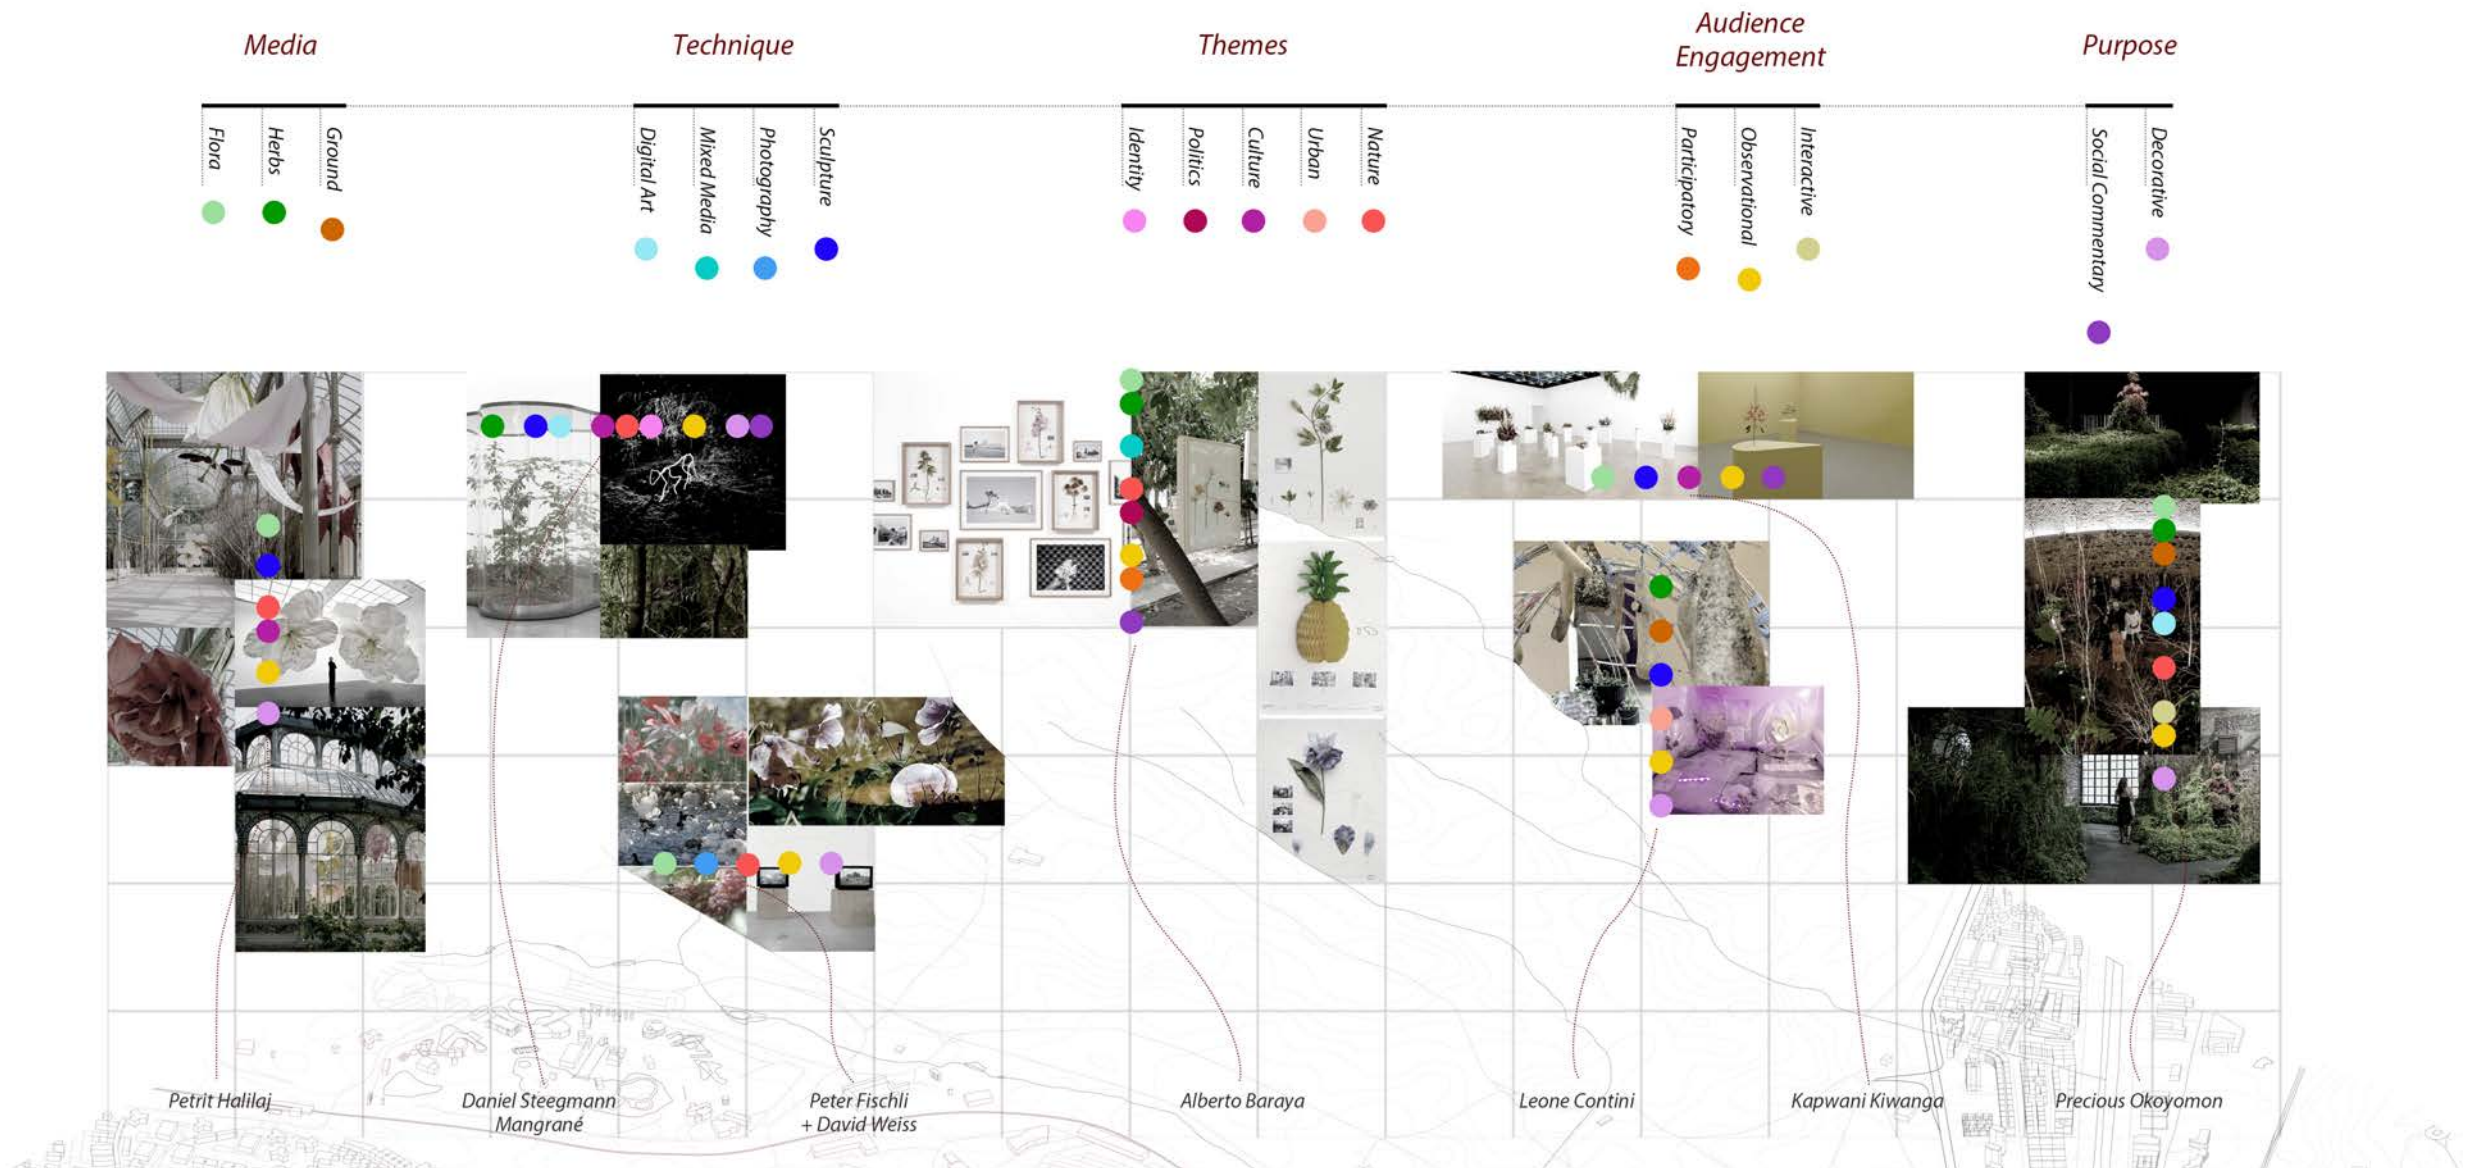 Media
Technique
Themes
Audience
Engagement
Purpose
Flora
Herbs
Ground
Digital Art
Mixed Media
Photography
Sculpture
Identity
Politics
Culture
Urban
Nature
Participatory
Observational
Interactive
Social Commentary
Decorative
Petrit Halilaj
Daniel Steegmann
Mangrané
Peter Fischli
+ David Weiss
Alberto Baraya
Leone Contini
Kapwani Kiwanga
Precious Okoyomon